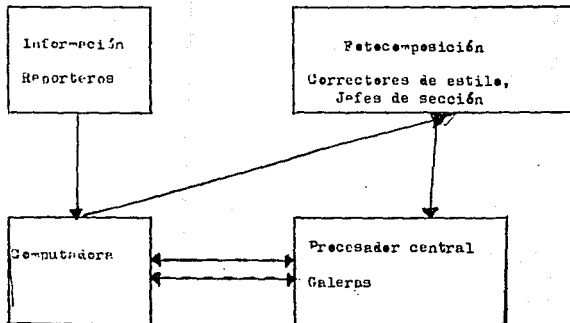 Información
Reporteros
Fotocomposición
Correctores de estilo,
Jefes de sección
Computadora
Procesador central
Galeras